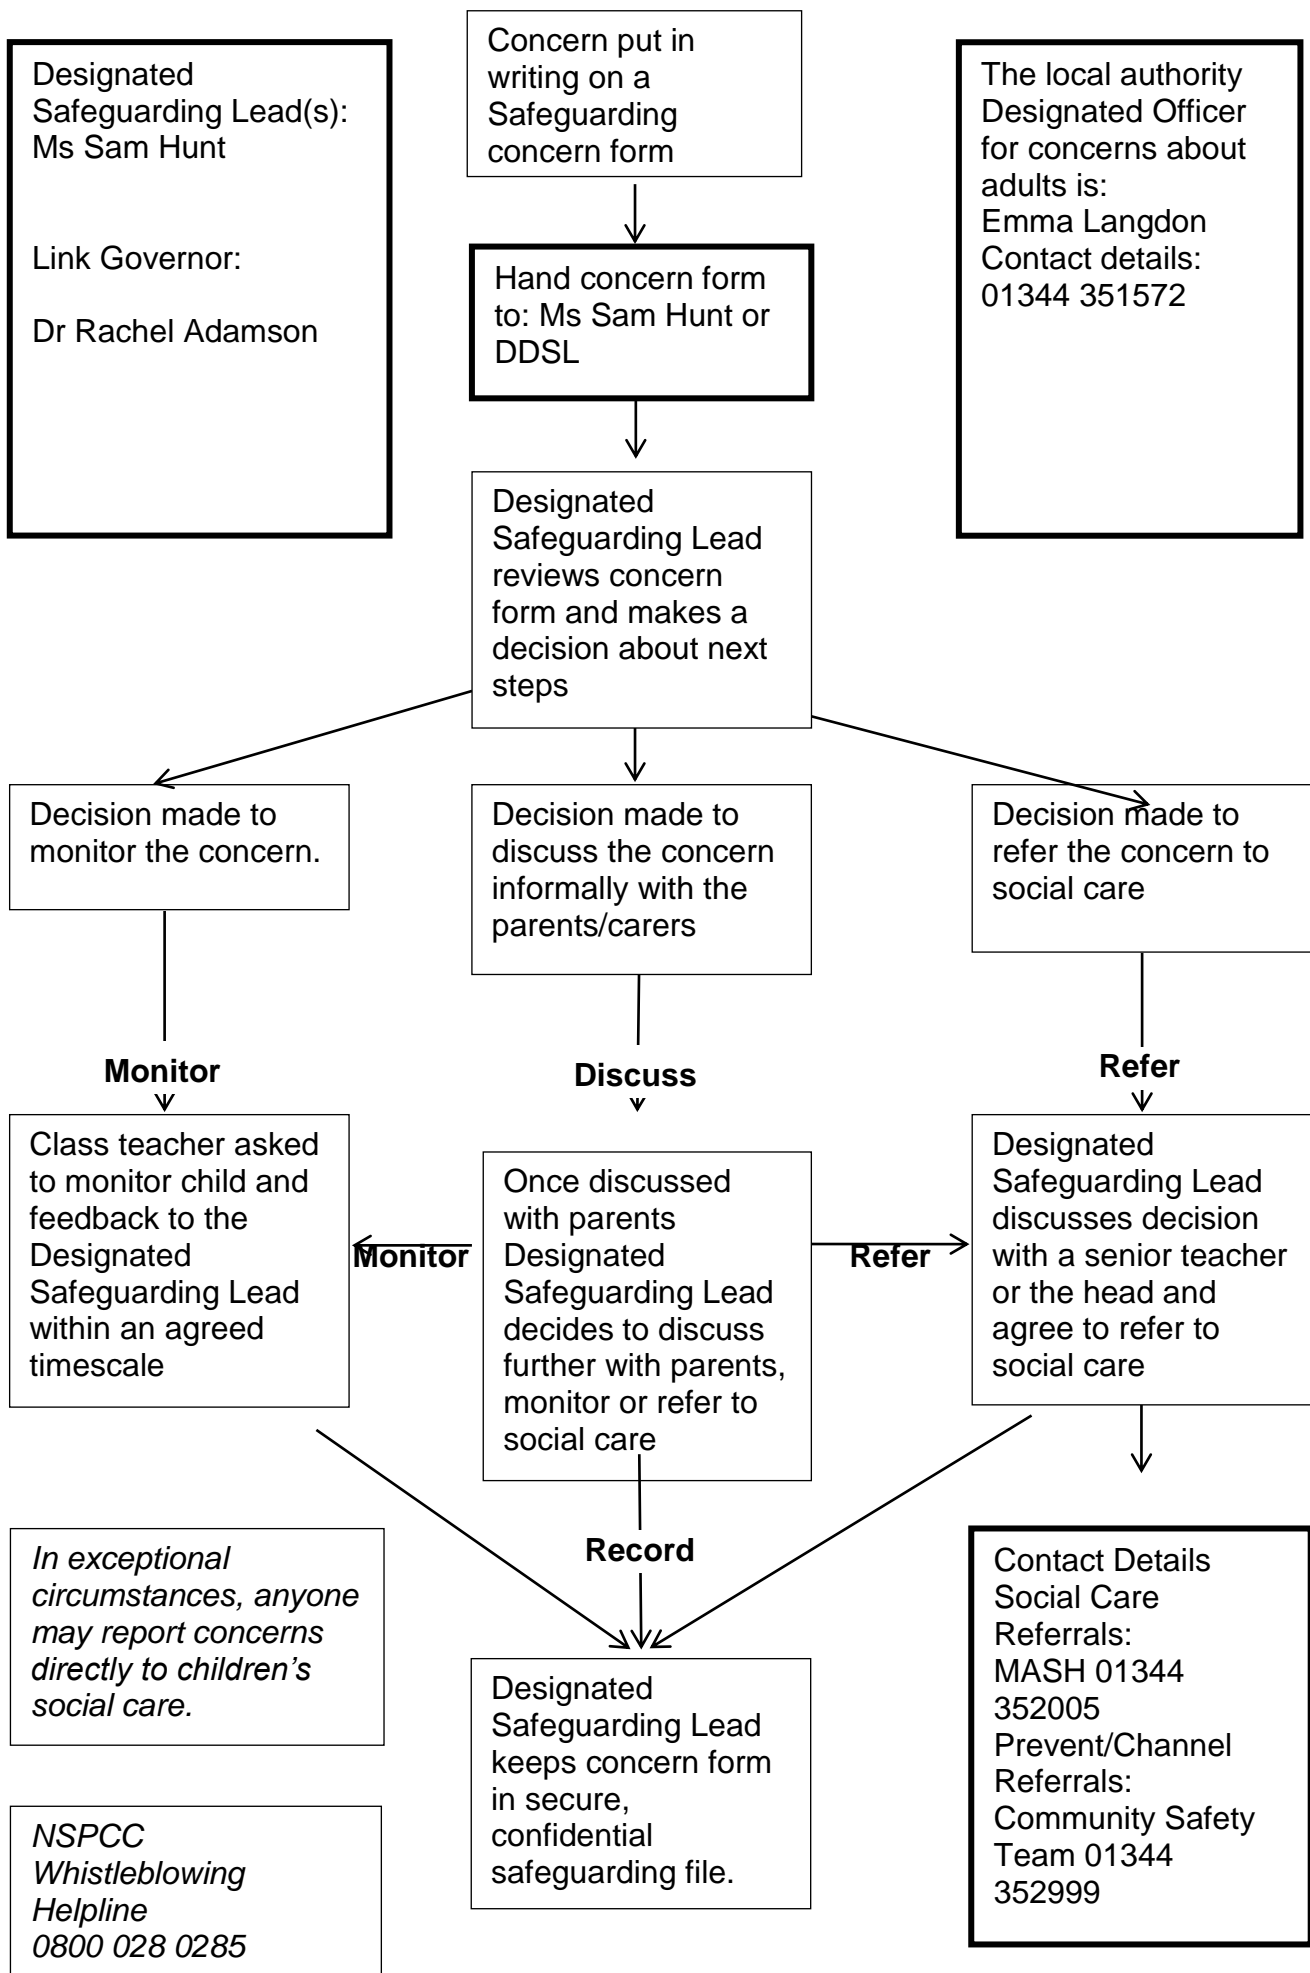 Designated
Safeguarding Lead(s):
Ms Sam Hunt
Link Governor:
Dr Rachel Adamson
Concern put in
writing on a
Safeguarding
concern form
The local authority
Designated Officer
for concerns about
adults is:
Emma Langdon
Contact details:
01344 351572
Hand concern form
to: Ms Sam Hunt or
DDSL
Designated
Safeguarding Lead
reviews concern
form and makes a
decision about next
steps
Decision made to
monitor the concern.
Decision made to
discuss the concern
informally with the
parents/carers
Decision made to
refer the concern to
social care
Monitor
Discuss
Refer
Class teacher asked
to monitor child and
feedback to the
Designated
Safeguarding Lead
within an agreed
timescale
Monitor
Once discussed
with parents
Designated
Safeguarding Lead
decides to discuss
further with parents,
monitor or refer to
social care
Refer
Designated
Safeguarding Lead
discusses decision
with a senior teacher
or the head and
agree to refer to
social care
Record
In exceptional
circumstances, anyone
may report concerns
directly to children’s
social care.
Designated
Safeguarding Lead
keeps concern form
in secure,
confidential
safeguarding file.
Contact Details
Social Care
Referrals:
MASH 01344
352005
Prevent/Channel
Referrals:
Community Safety
Team 01344
352999
NSPCC
Whistleblowing
Helpline
0800 028 0285